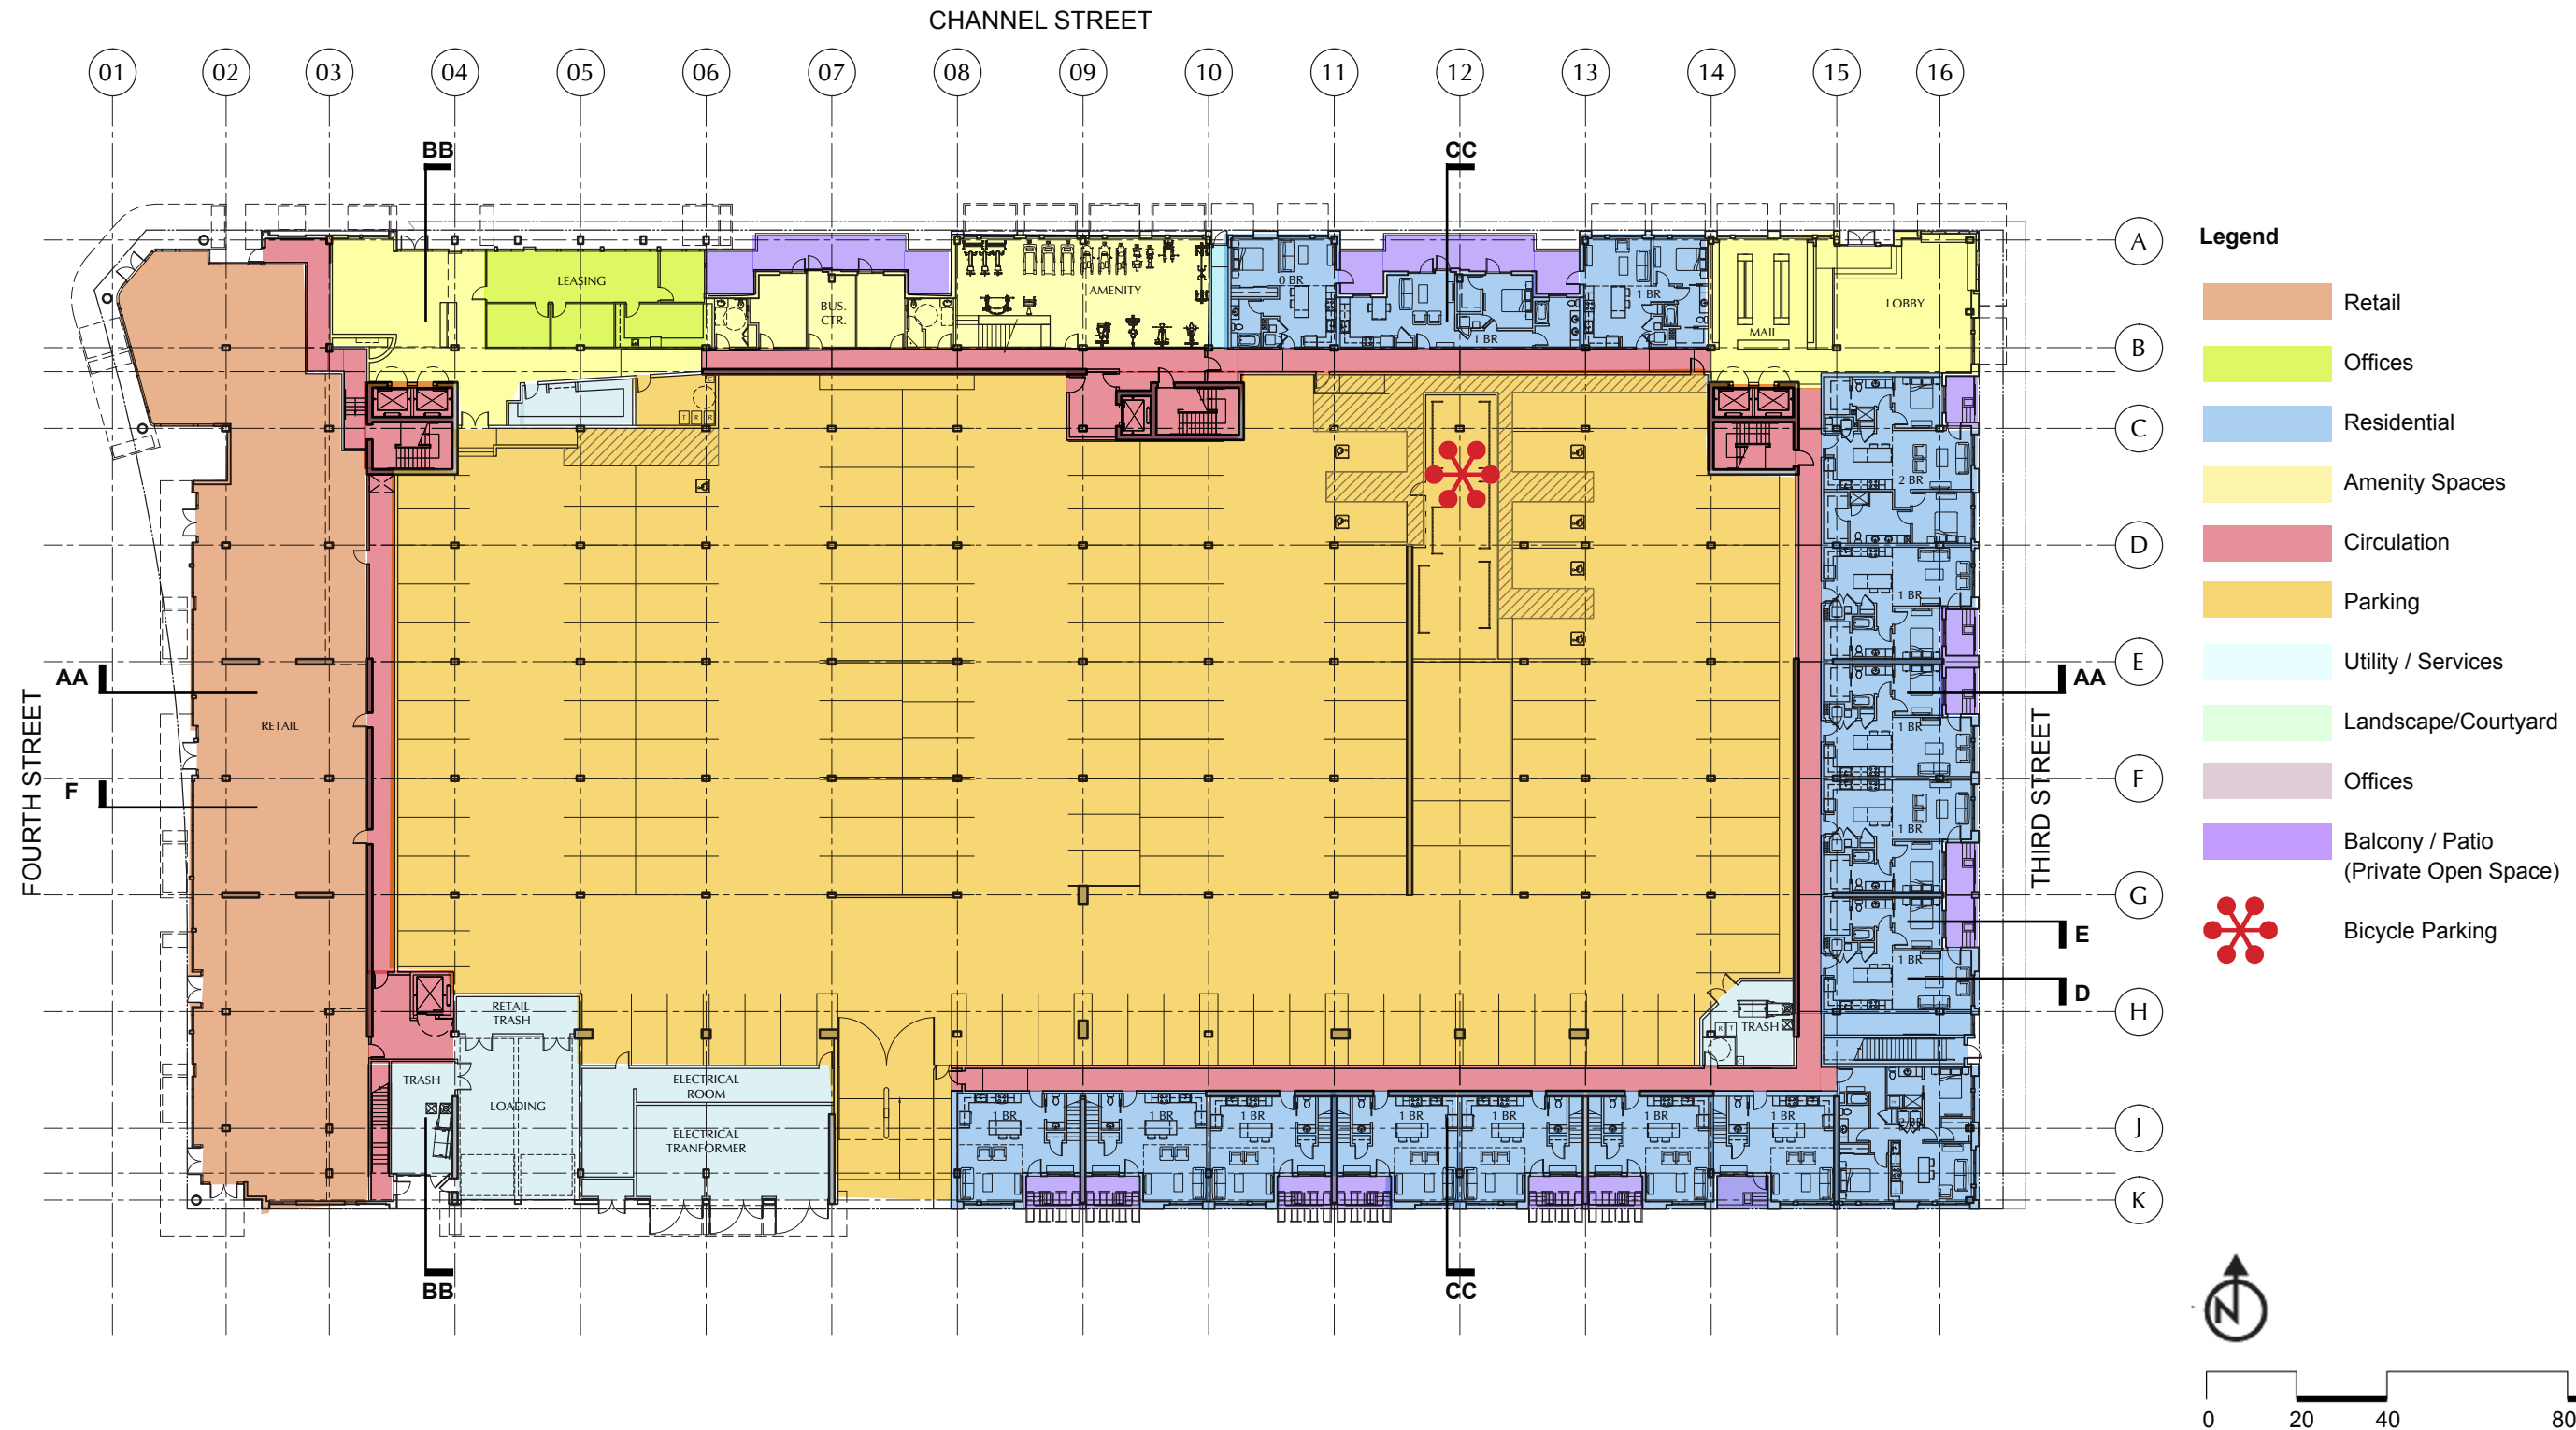 CHANNEL STREET
01 02 03 04 05 06 07 08 09 10 11 12 13 14 15 16
BB
CC
A
B
C
D
E
F
G
H
J
K
LEASING
BUS.
CTR.
AMENITY
0 BR
1 BR
1 BR
MAIL
LOBBY
T R R
2 BR
1 BR
1 BR
1 BR
1 BR
AA
AA
F
E
D
FOURTH STREET
THIRD STREET
RETAIL
RETAIL
TRASH
TRASH
LOADING
ELECTRICAL
ROOM
ELECTRICAL
TRANFORMER
R T
TRASH
C
1 BR
1 BR
1 BR
1 BR
1 BR
1 BR
1 BR
BB
CC
Legend
Retail
Offices
Residential
Amenity Spaces
Circulation
Parking
Utility / Services
Landscape/Courtyard
Offices
Balcony / Patio
(Private Open Space)
Bicycle Parking
N
0 20 40 80